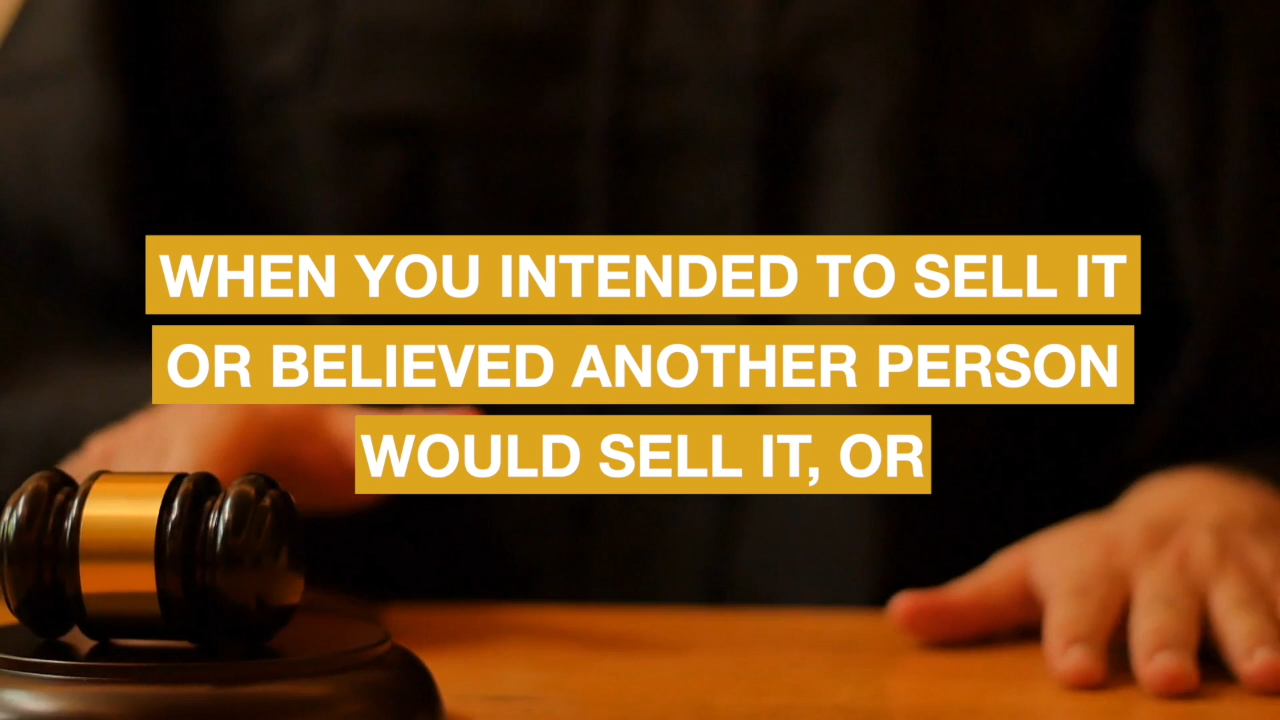 WHEN YOU INTENDED TO SELL IT
OR BELIEVED ANOTHER PERSON
WOULD SELL IT, OR